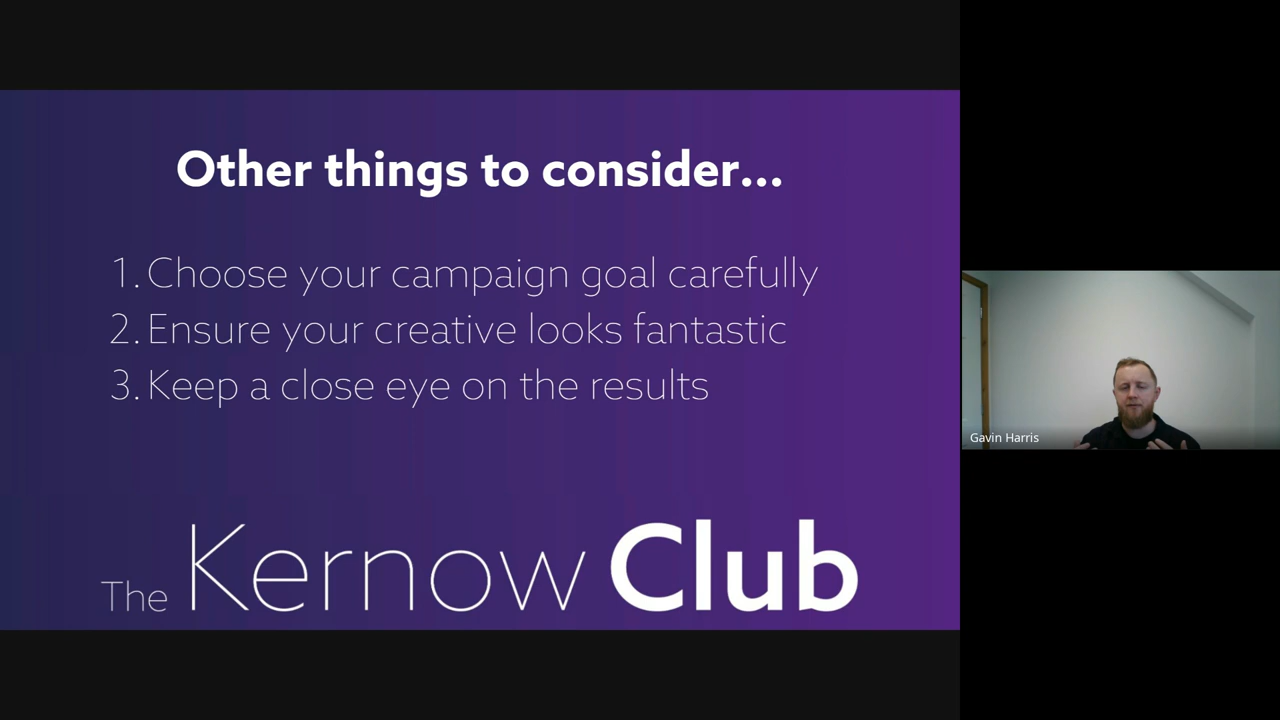 Other things to consider...
1. Choose your campaign goal carefully
2. Ensure your creative looks fantastic
3. Keep a close eye on the results
The Kernow Club
Gavin Harris